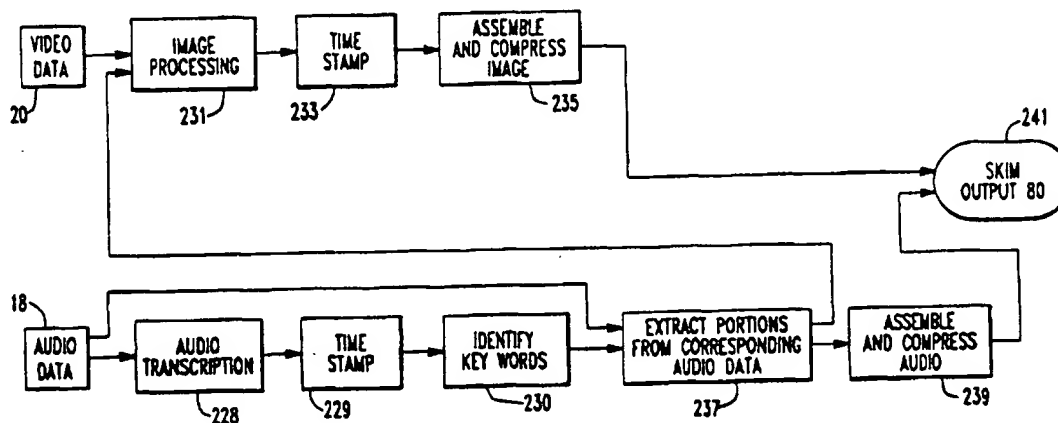 VIDEO
DATA
20
IMAGE
PROCESSING
231
TIME
STAMP
233
ASSEMBLE
AND COMPRESS
IMAGE
235
241
SKIM
OUTPUT 80
18
AUDIO
DATA
AUDIO
TRANSCRIPTION
228
TIME
STAMP
229
IDENTIFY
KEY WORDS
230
EXTRACT PORTIONS
FROM CORRESPONDING
AUDIO DATA
237
ASSEMBLE
AND COMPRESS
AUDIO
239